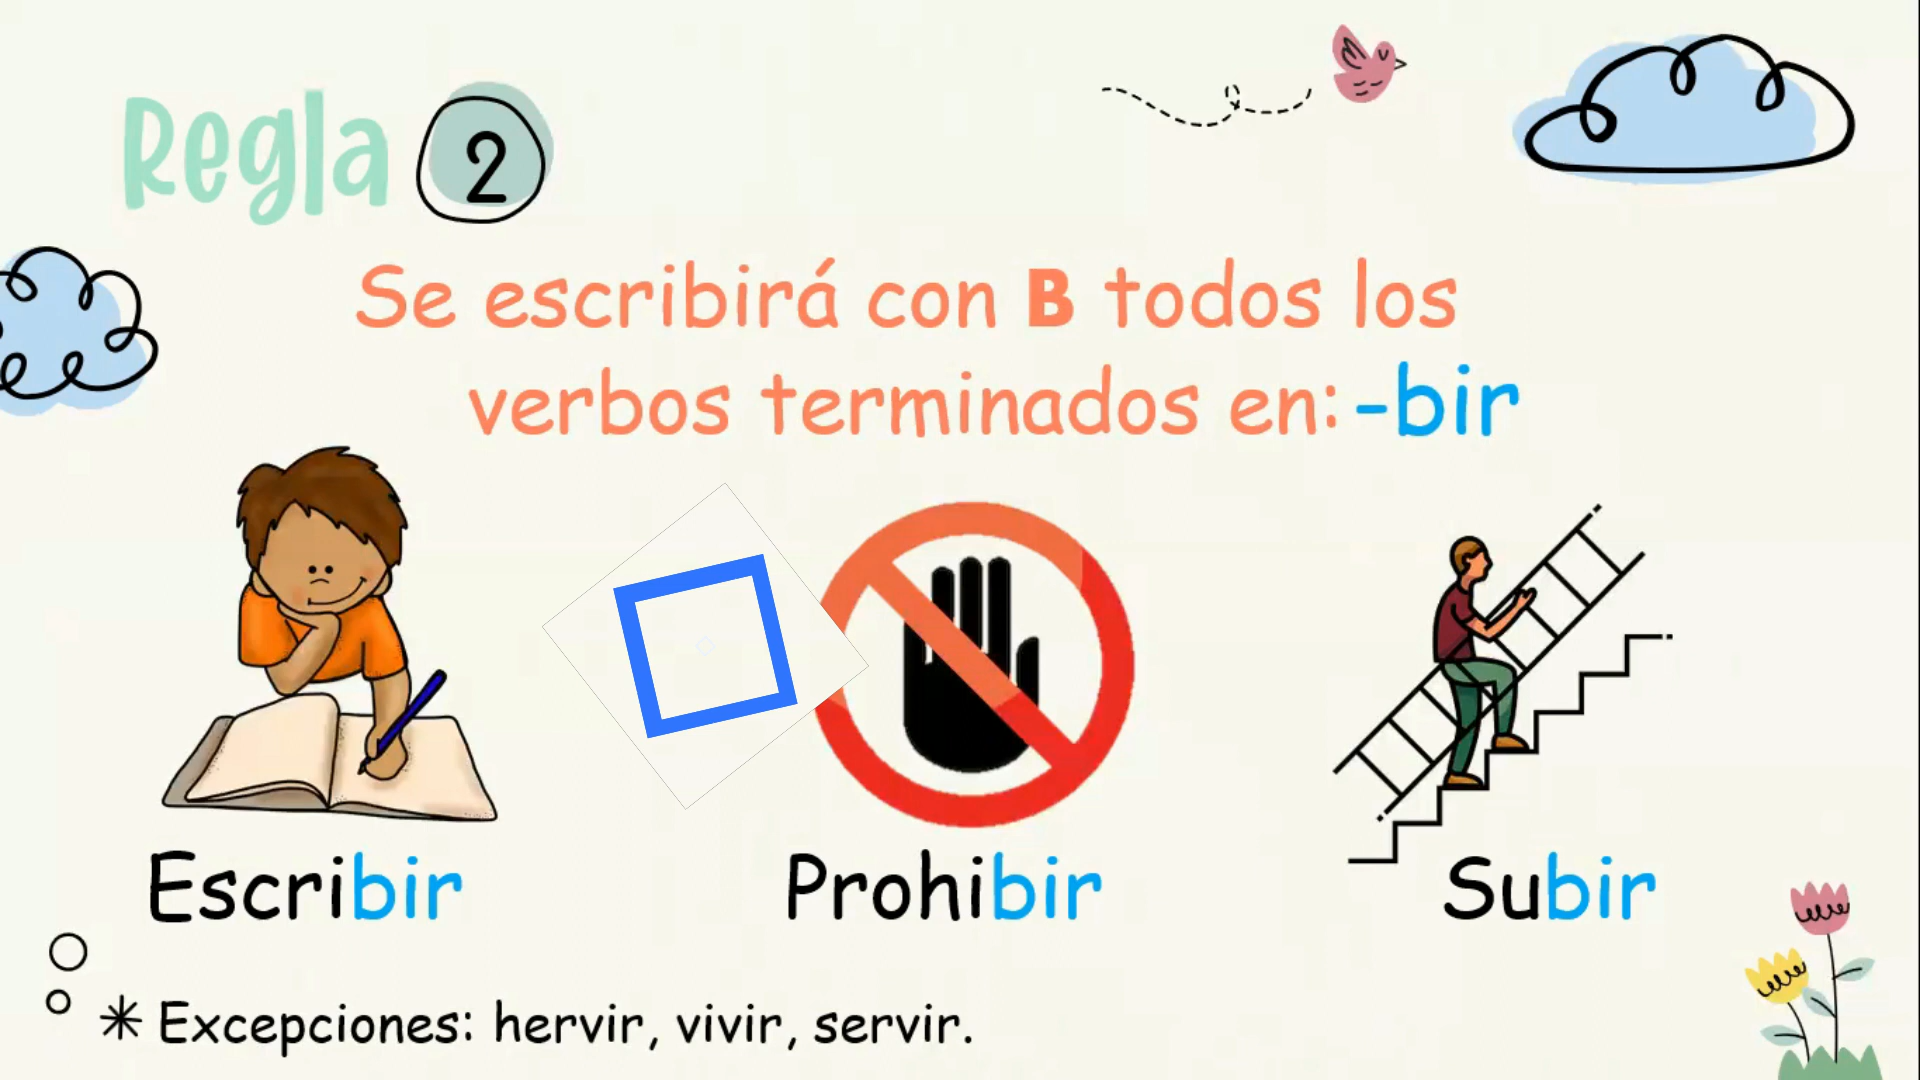 Regla 2
Se escribirá con B todos los
verbos terminados en: -bir
Escribir
Prohibir
Subir
* Excepciones: hervir, vivir, servir.